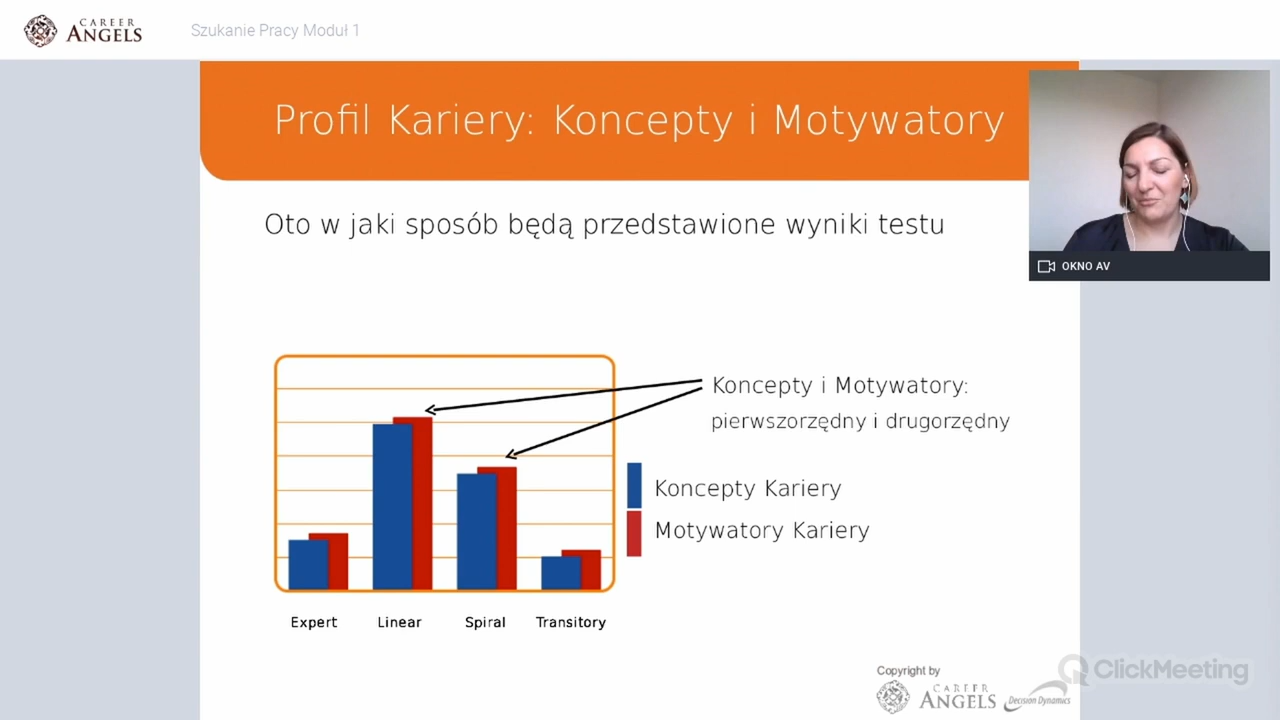 CAREER
ANGELS
Szukanie Pracy Moduł 1
Profil Kariery: Koncepty i Motywatory
OKNO AV
Oto w jaki sposób będą przedstawione wyniki testu
Koncepty i Motywatory:
pierwszorzędny i drugorzędny
Koncepty Kariery
Motywatory Kariery
Expert Linear Spiral Transitory
Copyright by
CAREER
ANGELS
Decision Dynamics
ClickMeeting